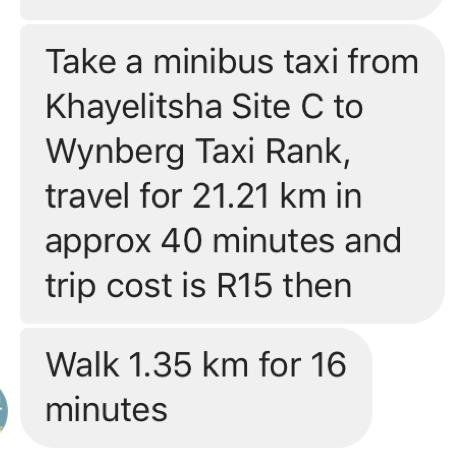 Take a minibus taxi from
Khayelitsha Site C to
Wynberg Taxi Rank,
travel for 21.21 km in
approx 40 minutes and
trip cost is R15 then
Walk 1.35 km for 16
minutes